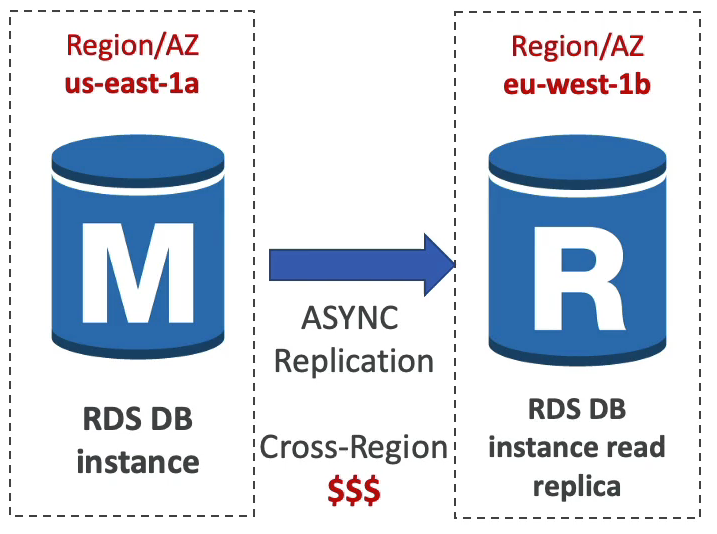 Region/AZ
us-east-1a
M
RDS DB
instance
ASYNC
Replication
Cross-Region
$$$
Region/AZ
eu-west-1b
R
RDS DB
instance read
replica